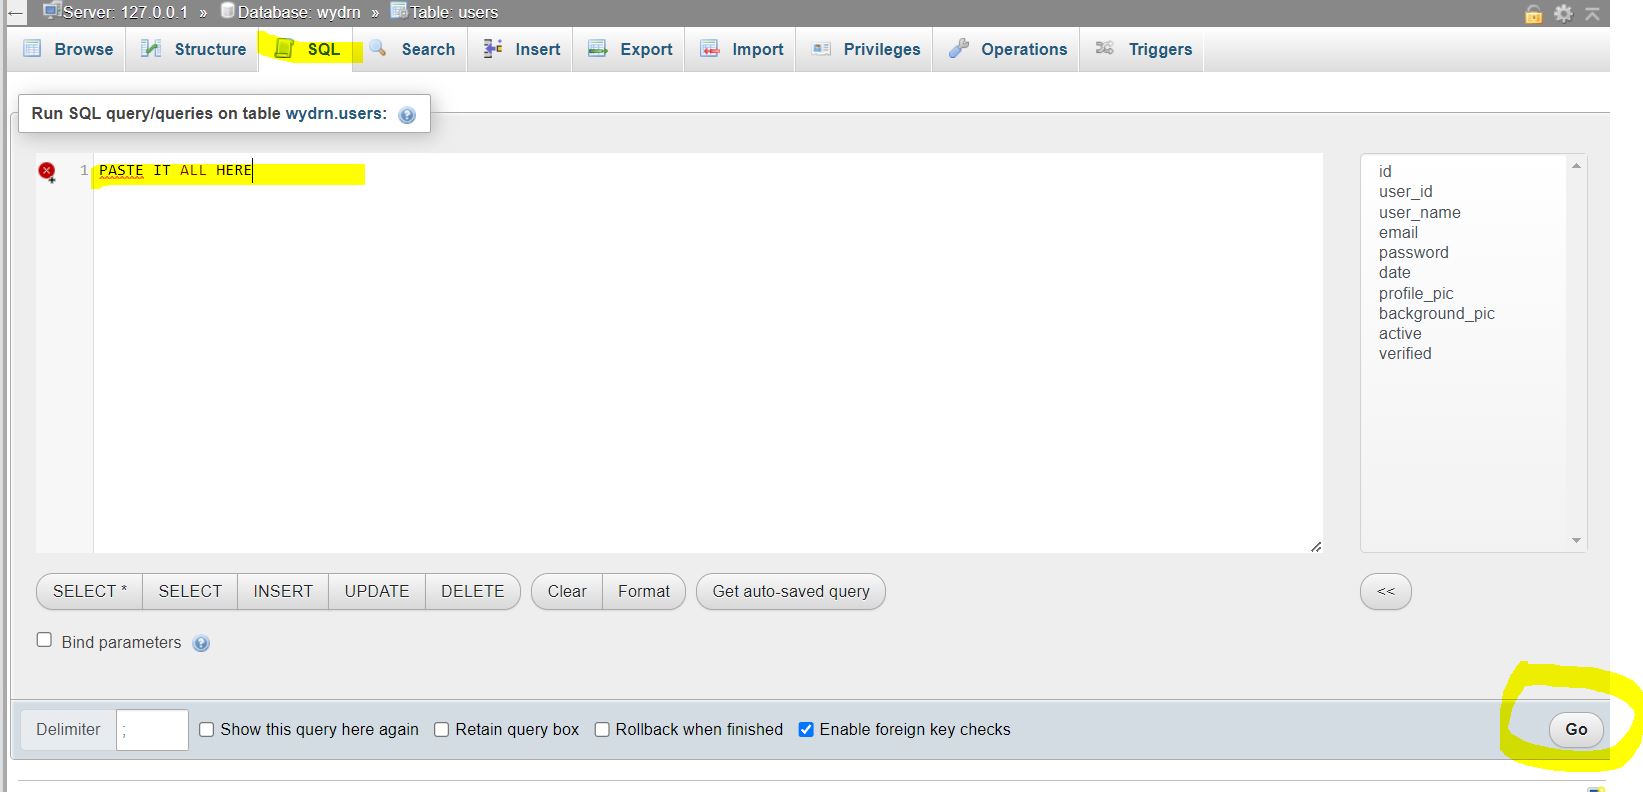 Server: 127.0.0.1 » Database: wydrn » Table: users
Browse Structure SQL Search Insert Export Import Privileges Operations Triggers
Run SQL query/queries on table wydrn.users:
1 PASTE IT ALL HERE
id
user_id
user_name
email
password
date
profile_pic
background_pic
active
verified
SELECT * SELECT INSERT UPDATE DELETE Clear Format Get auto-saved query <<
Bind parameters
Delimiter ; Show this query here again Retain query box Rollback when finished Enable foreign key checks Go